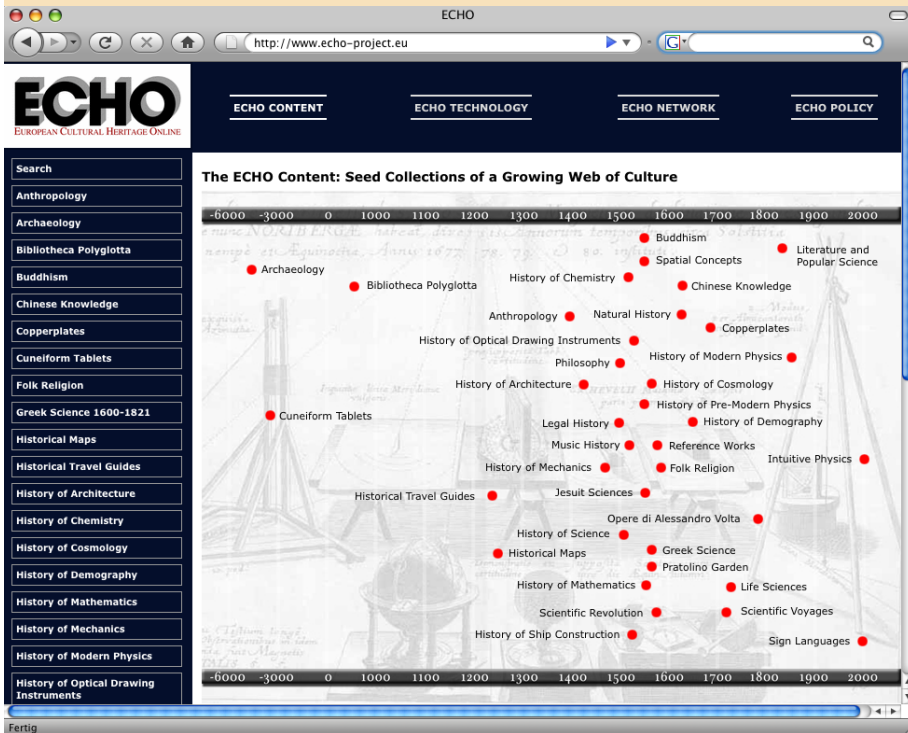 ECHO
http://www.echo-project.eu
G
ECHO
EUROPEAN CULTURAL HERITAGE ONLINE
ECHO CONTENT
ECHO TECHNOLOGY
ECHO NETWORK
ECHO POLICY
Search
Anthropology
Archaeology
Bibliotheca Polyglotta
Buddhism
Chinese Knowledge
Copperplates
Cuneiform Tablets
Folk Religion
Greek Science 1600-1821
Historical Maps
Historical Travel Guides
History of Architecture
History of Chemistry
History of Cosmology
History of Demography
History of Mathematics
History of Mechanics
History of Modern Physics
History of Optical Drawing
Instruments
The ECHO Content: Seed Collections of a Growing Web of Culture
-6000 -3000 0 1000 1100 1200 1300 1400 1500 1600 1700 1800 1900 2000
Buddhism
Literature and
Popular Science
Spatial Concepts
Archaeology
History of Chemistry
Bibliotheca Polyglotta
Chinese Knowledge
Anthropology
Natural History
Copperplates
History of Optical Drawing Instruments
Philosophy
History of Modern Physics
History of Architecture
History of Cosmology
History of Pre-Modern Physics
Cuneiform Tablets
Legal History
History of Demography
Music History
Reference Works
Intuitive Physics
History of Mechanics
Folk Religion
Historical Travel Guides
Jesuit Sciences
Opere di Alessandro Volta
History of Science
Historical Maps
Greek Science
Pratolino Garden
History of Mathematics
Life Sciences
Scientific Revolution
Scientific Voyages
History of Ship Construction
Sign Languages
-6000 -3000 0 1000 1100 1200 1300 1400 1500 1600 1700 1800 1900 2000
Fertig